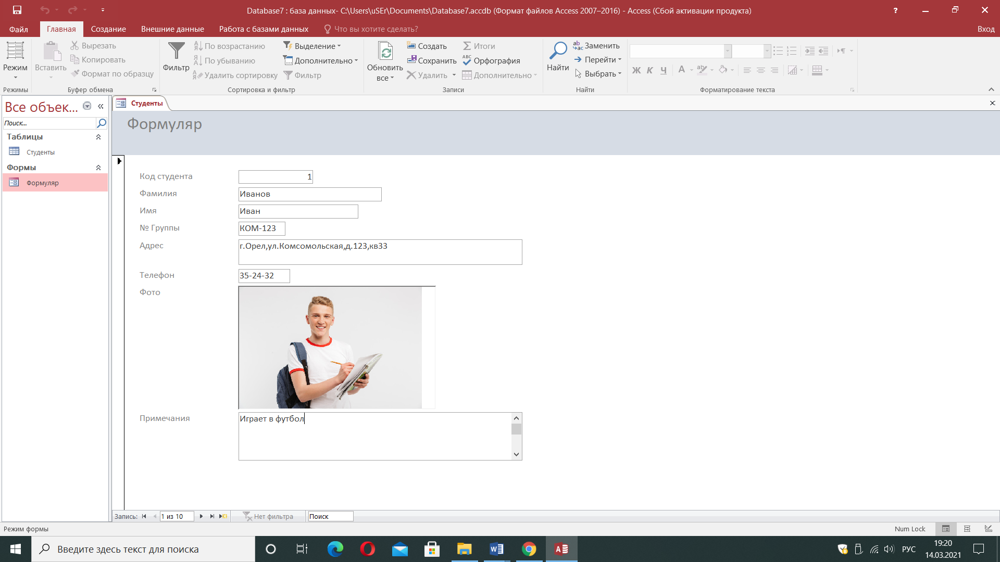 Database7 : база данных- C:\Users\uSEr\Documents\Database7.accdb (Формат файлов Access 2007–2016) - Access (Сбой активации продукта)
?
Файл Главная Создание Внешние данные Работа с базами данных Что вы хотите сделать? Вход
Режим
Режимы
Вставить
Вырезать
Копировать
Формат по образцу
Буфер обмена
Фильтр
По возрастанию
По убыванию
Удалить сортировку
Выделение
Дополнительно
Фильтр
Сортировка и фильтр
Обновить
все
Создать
Сохранить
Удалить
Итоги
Орфография
Дополнительно
Записи
Найти
Заменить
Перейти
Выбрать
Найти
Ж К Ч А
Форматирование текста
Все объек...
Поиск...
Таблицы
Студенты
Формы
Формуляр
Студенты
Формуляр
Код студента 1
Фамилия Иванов
Имя Иван
№ Группы КОМ-123
Адрес г.Орел,ул.Комсомольская,д.123,кв33
Телефон 35-24-32
Фото
Примечания Играет в футбол
Запись: 1 из 10 Нет фильтра Поиск
Режим формы Num Lock
Введите здесь текст для поиска
РУС
19:20
14.03.2021